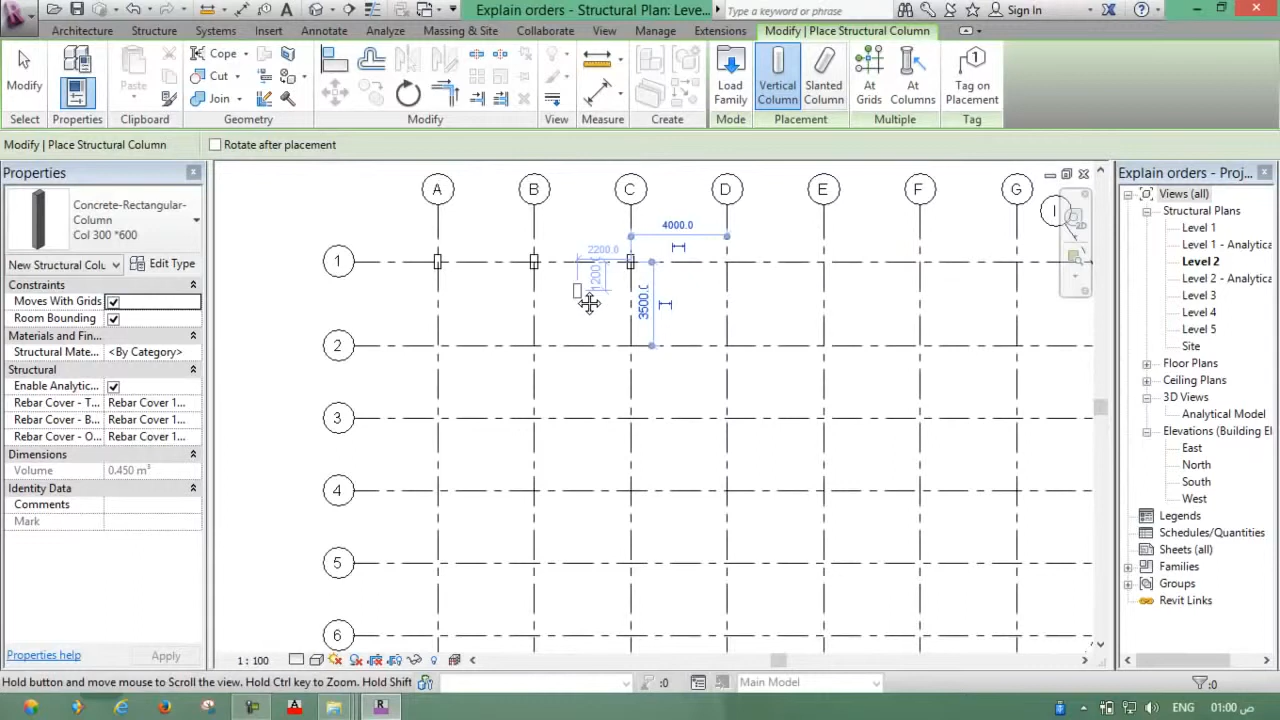 Explain orders - Structural Plan: Leve...
Type a keyword or phrase
Sign In
Architecture Structure Systems Insert Annotate Analyze Massing & Site Collaborate View Manage Extensions Modify | Place Structural Column
Modify
Paste
Cope
Cut
Join
Load Family
Vertical Column
Slanted Column
At Grids
At Columns
Tag on Placement
Select Properties Clipboard Geometry Modify View Measure Create Mode Placement Multiple Tag
Modify | Place Structural Column
Rotate after placement
Properties
Concrete-Rectangular-
Column
Col 300 *600
New Structural Colu
Edit Type
Constraints
Moves With Grids
Room Bounding
Materials and Fin...
Structural Mate... <By Category>
Structural
Enable Analytic...
Rebar Cover - T... Rebar Cover 1...
Rebar Cover - B... Rebar Cover 1...
Rebar Cover - O... Rebar Cover 1...
Dimensions
Volume 0.450 m³
Identity Data
Comments
Mark
Properties help
Apply
A B C D E F G I
4000.0
2200.0
1200
3500.0
1
2
3
4
5
6
2D
Explain orders - Proj...
Views (all)
Structural Plans
Level 1
Level 1 - Analytica
Level 2
Level 2 - Analytica
Level 3
Level 4
Level 5
Site
Floor Plans
Ceiling Plans
3D Views
Analytical Model
Elevations (Building El
East
North
South
West
Legends
Schedules/Quantities
Sheets (all)
Families
Groups
Revit Links
1 : 100
Hold button and move mouse to Scroll the view. Hold Ctrl key to Zoom. Hold Shift
:0
Main Model
:0
ENG
01:00 ص